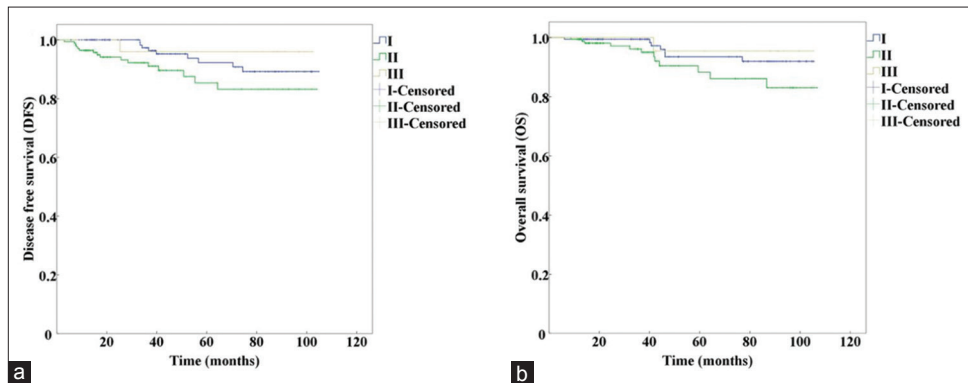 1.0
0.8
0.6
0.4
0.2
0
Disease free survival (DFS)
20 40 60 80 100 120
Time (months)
I
II
III
I-Censored
II-Censored
III-Censored
a
1.0
0.8
0.6
0.4
0.2
0
Overall survival (OS)
20 40 60 80 100 120
Time (months)
I
II
III
I-Censored
II-Censored
III-Censored
b